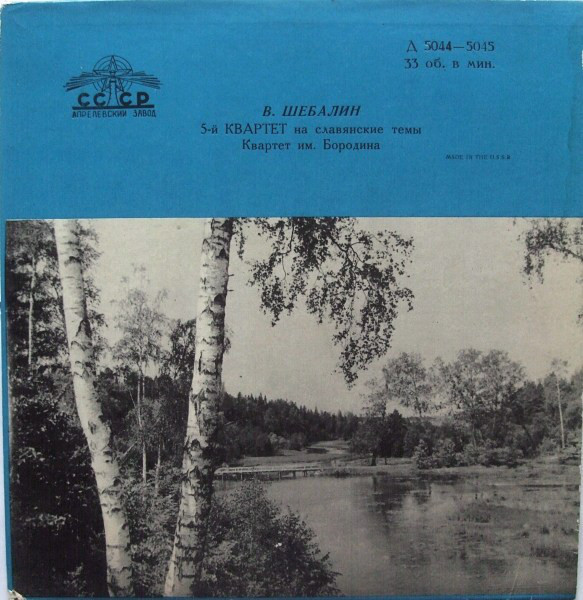 Д 5044—5045
33 об. в мин.
СССР
АПРЕЛЕВСКИЙ ЗАВОД
В. ШЕБАЛИН
5-й КВАРТЕТ на славянские темы
Квартет им. Бородина
MADE IN THE U.S.S.R